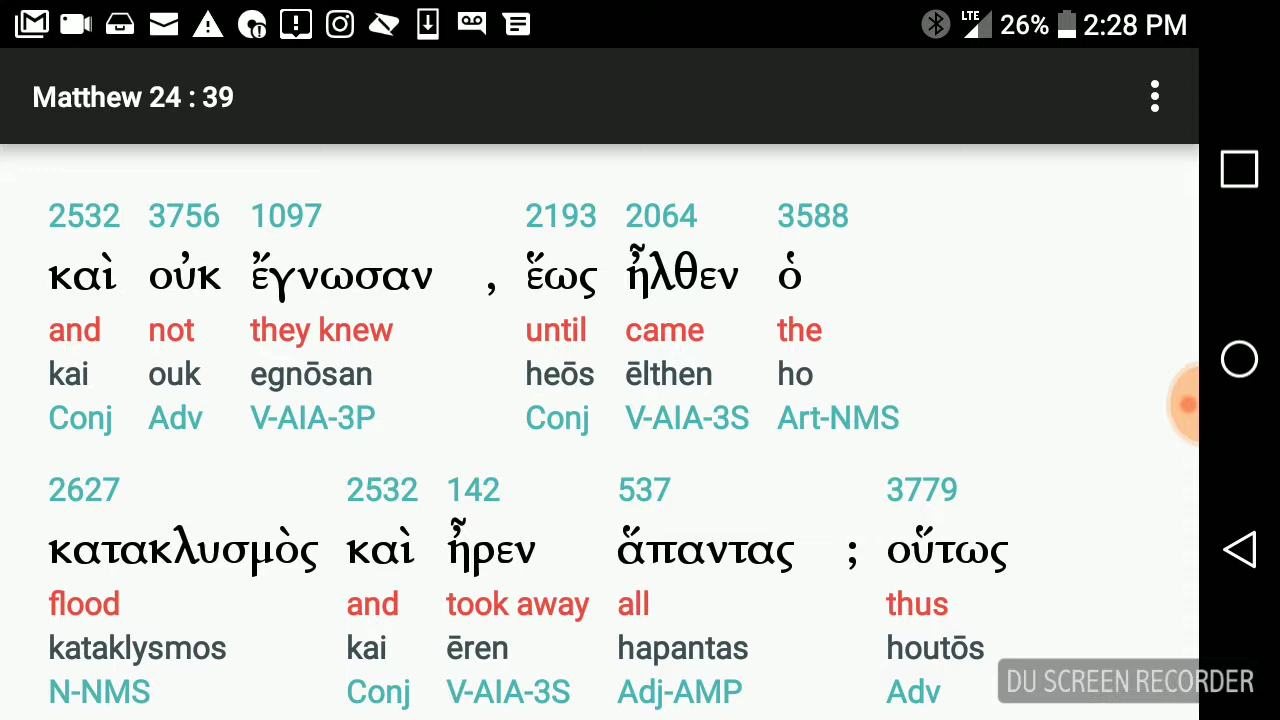 LTE 26% 2:28 PM
Matthew 24 : 39
2532 3756 1097 2193 2064 3588
καὶ οὐκ ἔγνωσαν , ἕως ἦλθεν ὁ
and not they knew until came the
kai ouk egnōsan heōs ēlthen ho
Conj Adv V-AIA-3P Conj V-AIA-3S Art-NMS
2627 2532 142 537 3779
κατακλυσμὸς καὶ ἦρεν ἅπαντας ; οὕτως
flood and took away all thus
kataklysmos kai ēren hapantas houtōs
N-NMS Conj V-AIA-3S Adj-AMP Adv
DU SCREEN RECORDER